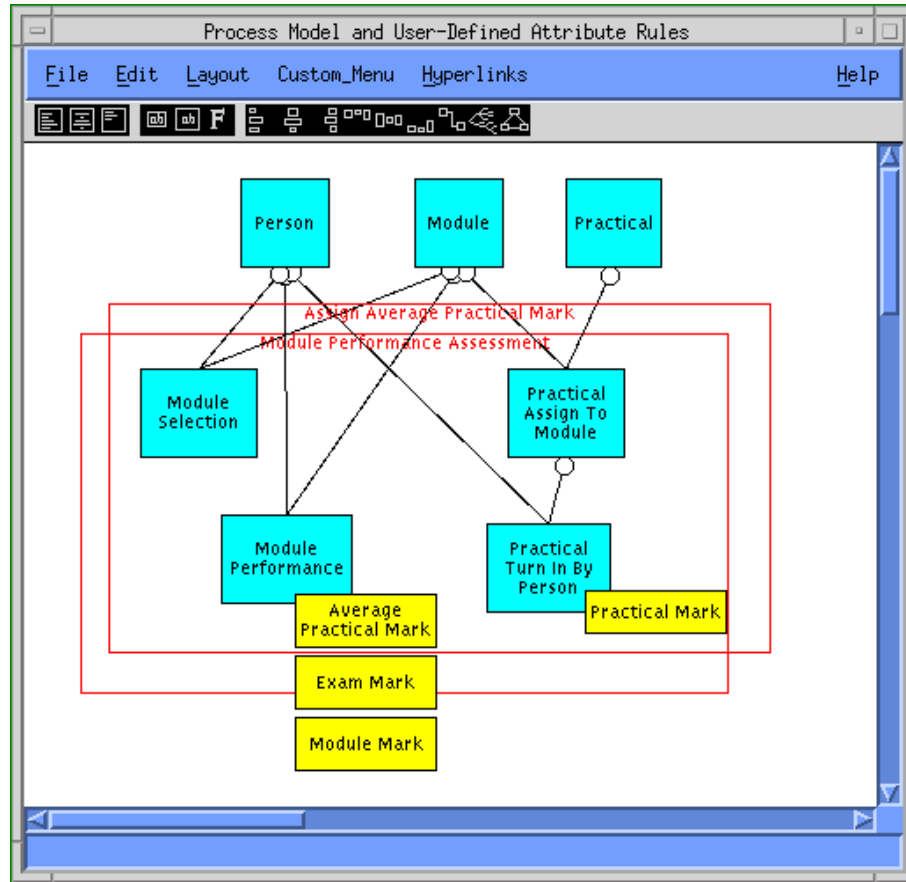 Process Model and User-Defined Attribute Rules
File Edit Layout Custom_Menu Hyperlinks Help
ab ab F
Person Module Practical
Assign Average Practical Mark
Module Performance Assessment
Module
Selection
Practical
Assign To
Module
Module
Performance
Practical
Turn In By
Person
Average
Practical Mark
Practical Mark
Exam Mark
Module Mark